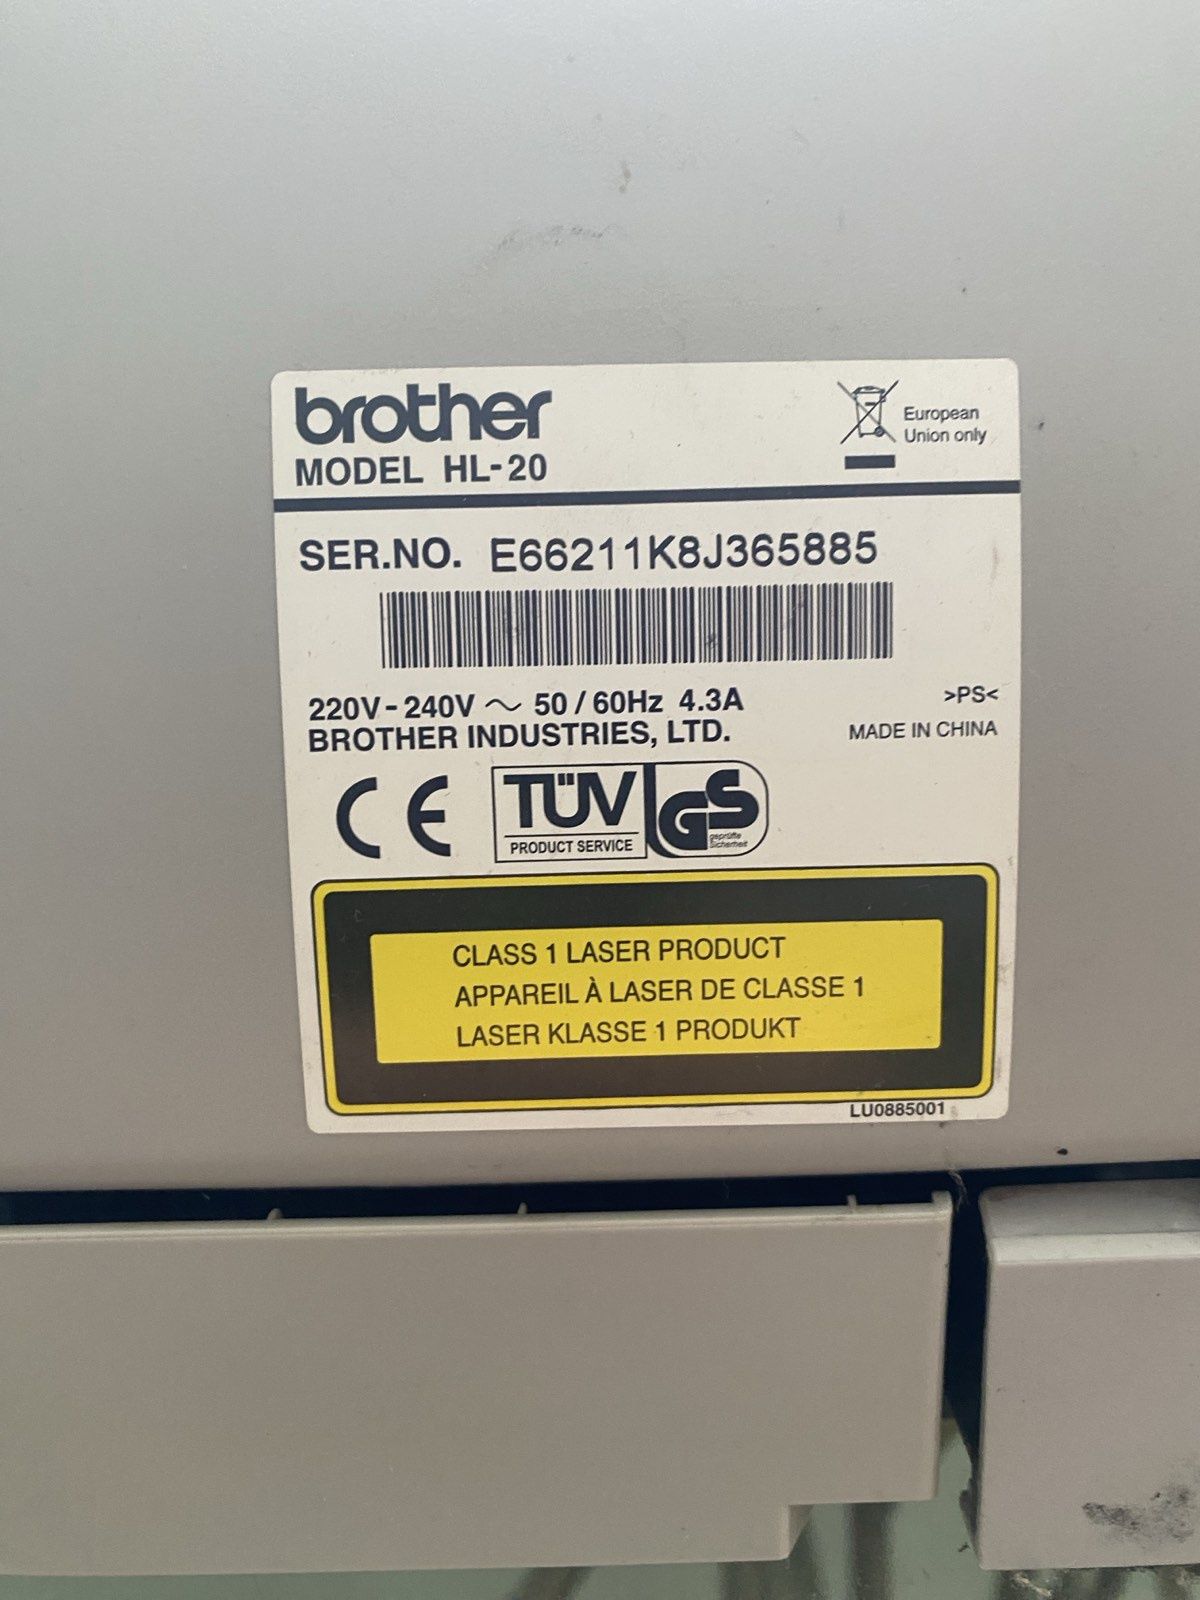 brother
MODEL HL-20
European
Union only
SER.NO. E66211K8J365885
220V-240V ~ 50 / 60Hz 4.3A
>PS<
BROTHER INDUSTRIES, LTD.
MADE IN CHINA
CE
TÜV
PRODUCT SERVICE
GS
geprüfte
Sicherheit
CLASS 1 LASER PRODUCT
APPAREIL À LASER DE CLASSE 1
LASER KLASSE 1 PRODUKT
LU0885001